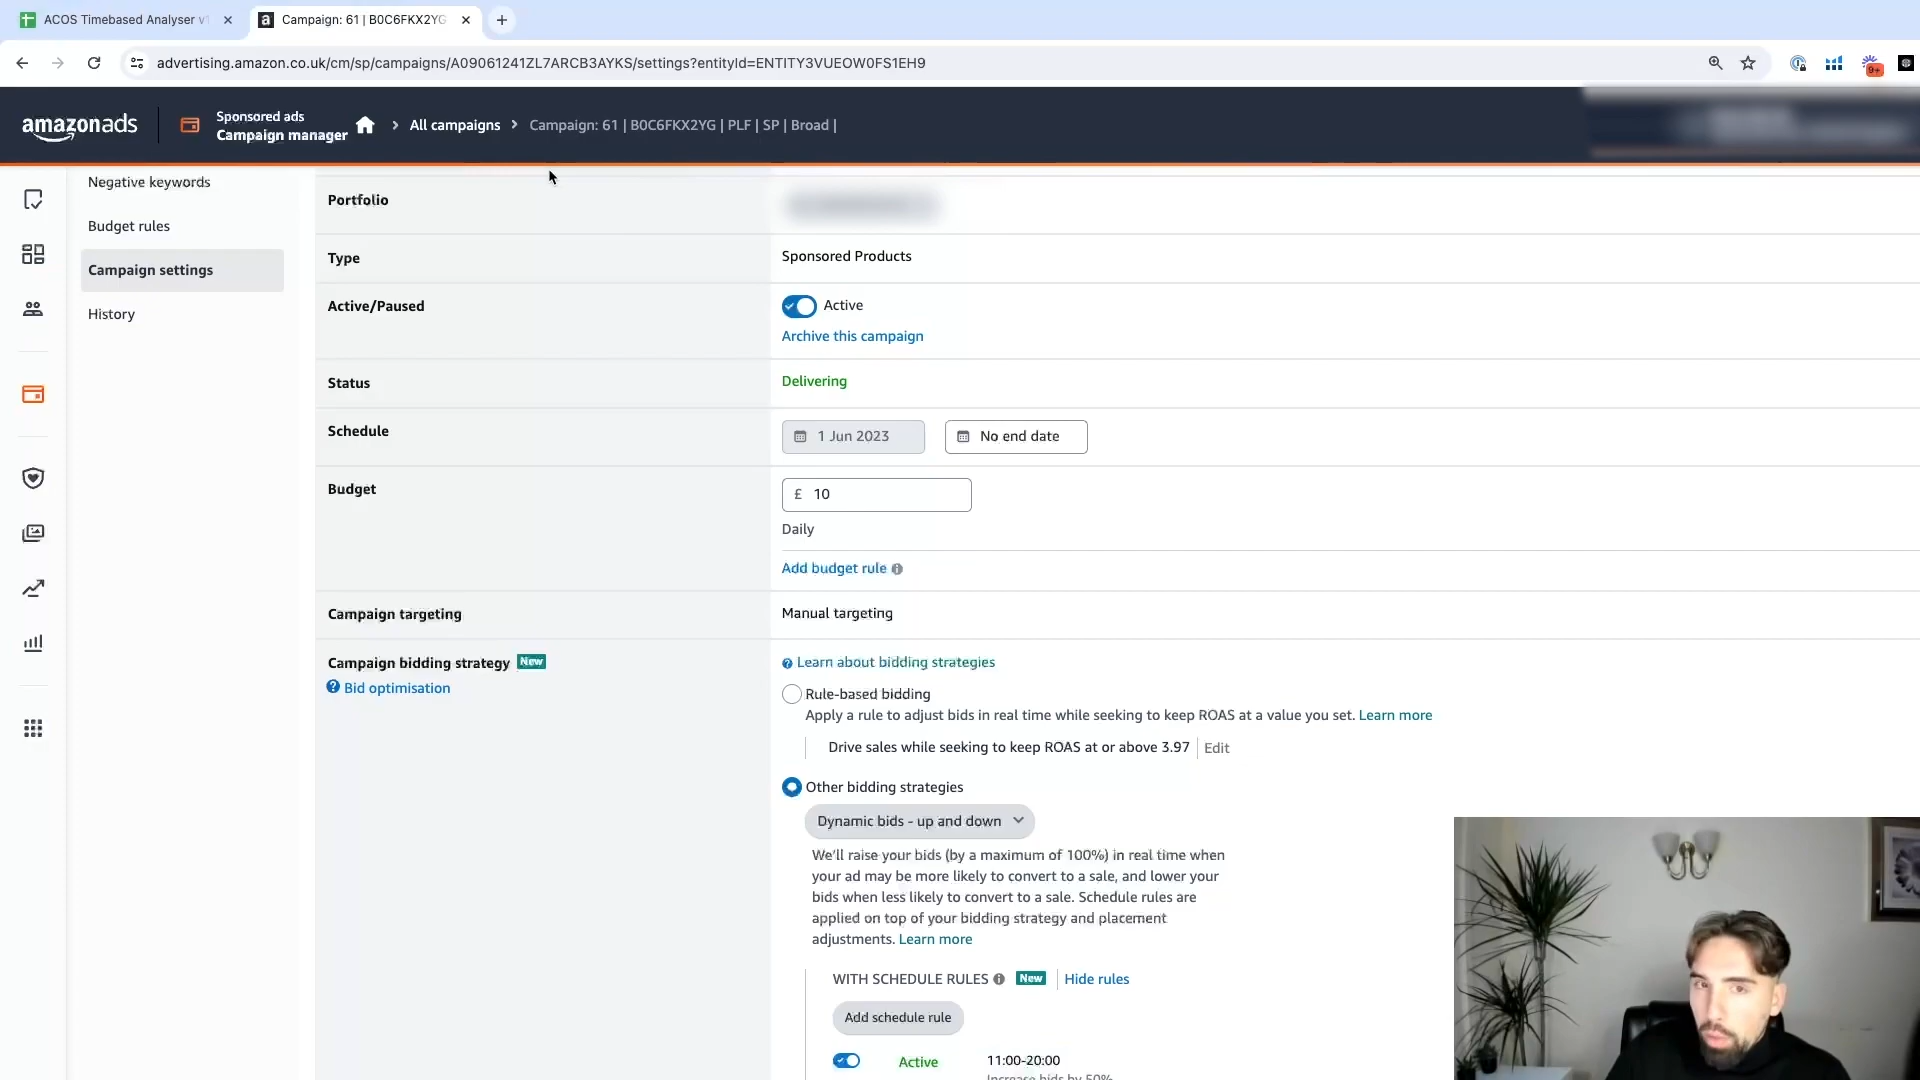 ACOS Timebased Analyser v
Campaign: 61 | B0C6FKX2YG
advertising.amazon.co.uk/cm/sp/campaigns/A09061241ZL7ARCB3AYKS/settings?entityId=ENTITY3VUEOW0FS1EH9
9+
amazonads
Sponsored ads
Campaign manager
All campaigns
Campaign: 61 | B0C6FKX2YG | PLF | SP | Broad |
Negative keywords
Budget rules
Campaign settings
History
Portfolio
Type
Sponsored Products
Active/Paused
Active
Archive this campaign
Status
Delivering
Schedule
1 Jun 2023
No end date
Budget
£ 10
Daily
Add budget rule
Campaign targeting
Manual targeting
Campaign bidding strategy New
Bid optimisation
Learn about bidding strategies
Rule-based bidding
Apply a rule to adjust bids in real time while seeking to keep ROAS at a value you set. Learn more
Drive sales while seeking to keep ROAS at or above 3.97 Edit
Other bidding strategies
Dynamic bids - up and down
We'll raise your bids (by a maximum of 100%) in real time when
your ad may be more likely to convert to a sale, and lower your
bids when less likely to convert to a sale. Schedule rules are
applied on top of your bidding strategy and placement
adjustments. Learn more
WITH SCHEDULE RULES New Hide rules
Add schedule rule
Active
11:00-20:00
Increase bids by 50%